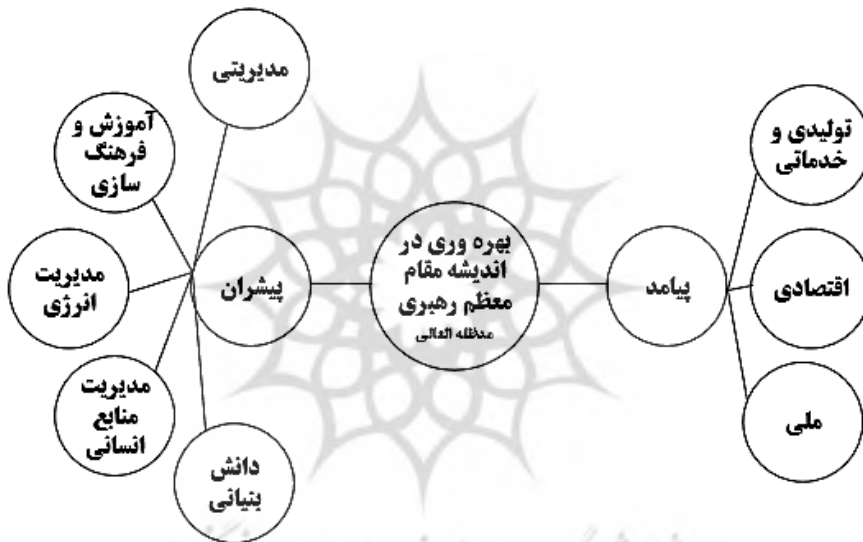 مدیریتی
تولیدی و
خدماتی
آموزش و
فرهنگ
سازی
بهره وری در
اندیشه مقام
معظم رهبری
مدظله العالی
پیامد
پیشران
اقتصادی
مدیریت
انرژی
مدیریت
منابع
انسانی
ملی
دانش
بنیانی